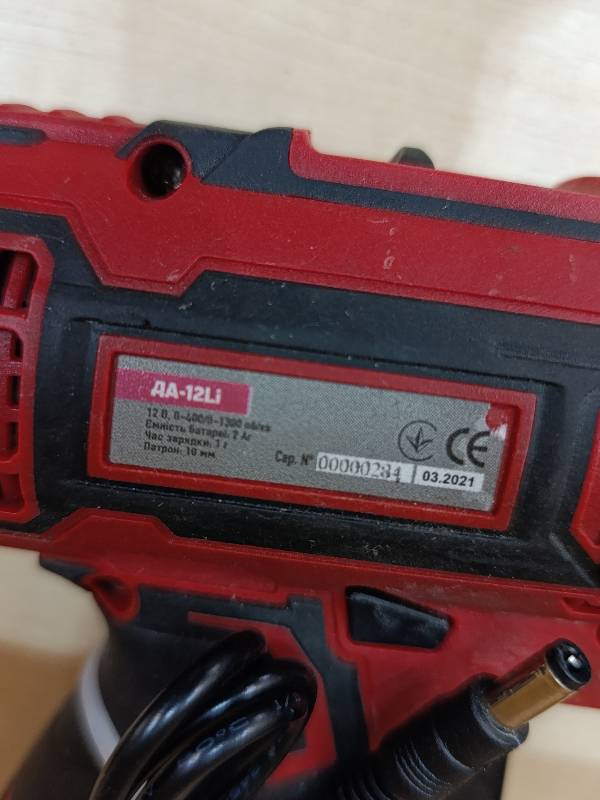 ДА-12Li
12 В, 0-400/0-1300 об/хв
Ємність батареї: 2 Аг
Час зарядки: 1 г
Патрон: 10 мм
Сер. № 00000284
03.2021
CE